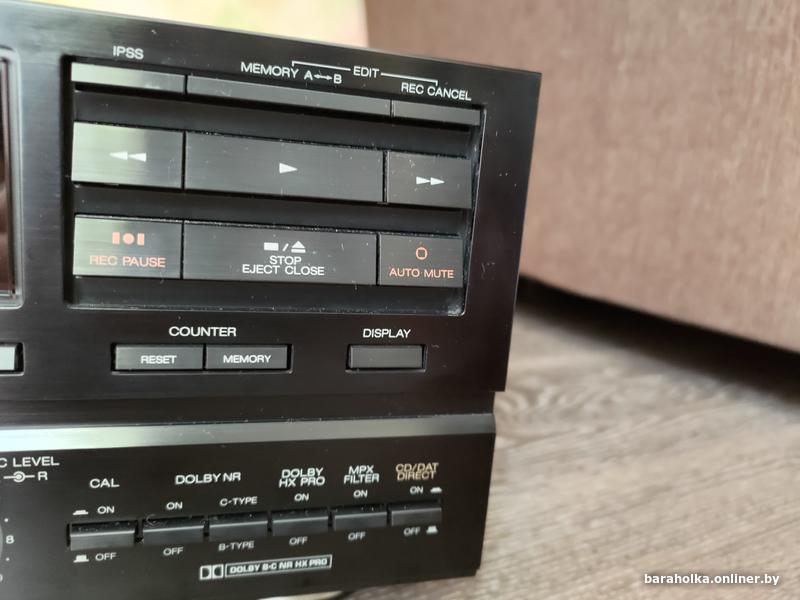 IPSS
MEMORY A↔B EDIT
REC CANCEL
REC PAUSE
STOP
EJECT CLOSE
AUTO MUTE
COUNTER
DISPLAY
RESET
MEMORY
C LEVEL
R
CAL
DOLBY NR
DOLBY
HX PRO
MPX
FILTER
CD/DAT
DIRECT
ON
ON
C-TYPE
ON
ON
ON
8
OFF
OFF
B-TYPE
OFF
OFF
OFF
DOLBY B·C NR HX PRO
baraholka.onliner.by